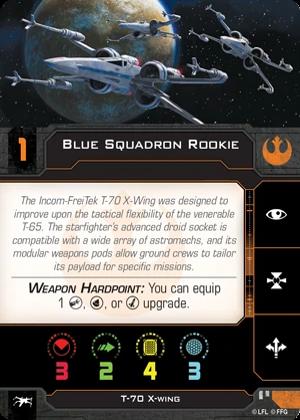 BLUE SQUADRON ROOKIE
1
The Incom-FreiTek T-70 X-Wing was designed to
improve upon the tactical flexibility of the venerable
T-65. The starfighter's advanced droid socket is
compatible with a wide array of astromechs, and its
modular weapons pods allow ground crews to tailor
its payload for specific missions.
WEAPON HARDPOINT: You can equip
1 , , or upgrade.
3 2 4 3
T-70 X-WING
©LFL ©FFG